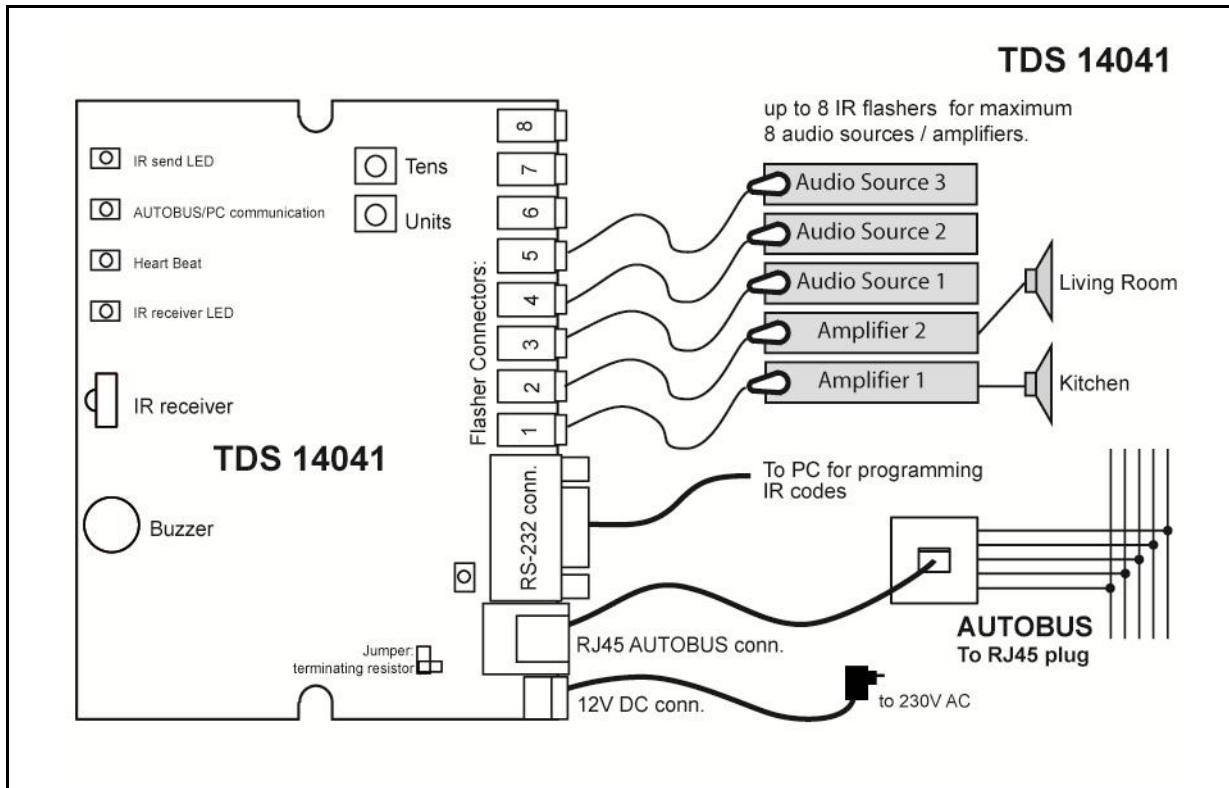 TDS 14041
up to 8 IR flashers for maximum
8 audio sources / amplifiers.
IR send LED
AUTOBUS/PC communication
Heart Beat
IR receiver LED
Tens
Units
IR receiver
TDS 14041
Buzzer
Jumper:
terminating resistor
Flasher Connectors:
8
7
6
5
4
3
2
1
RS-232 conn.
Audio Source 3
Audio Source 2
Audio Source 1
Amplifier 2
Amplifier 1
Living Room
Kitchen
To PC for programming
IR codes
RJ45 AUTOBUS conn.
AUTOBUS
To RJ45 plug
12V DC conn.
to 230V AC